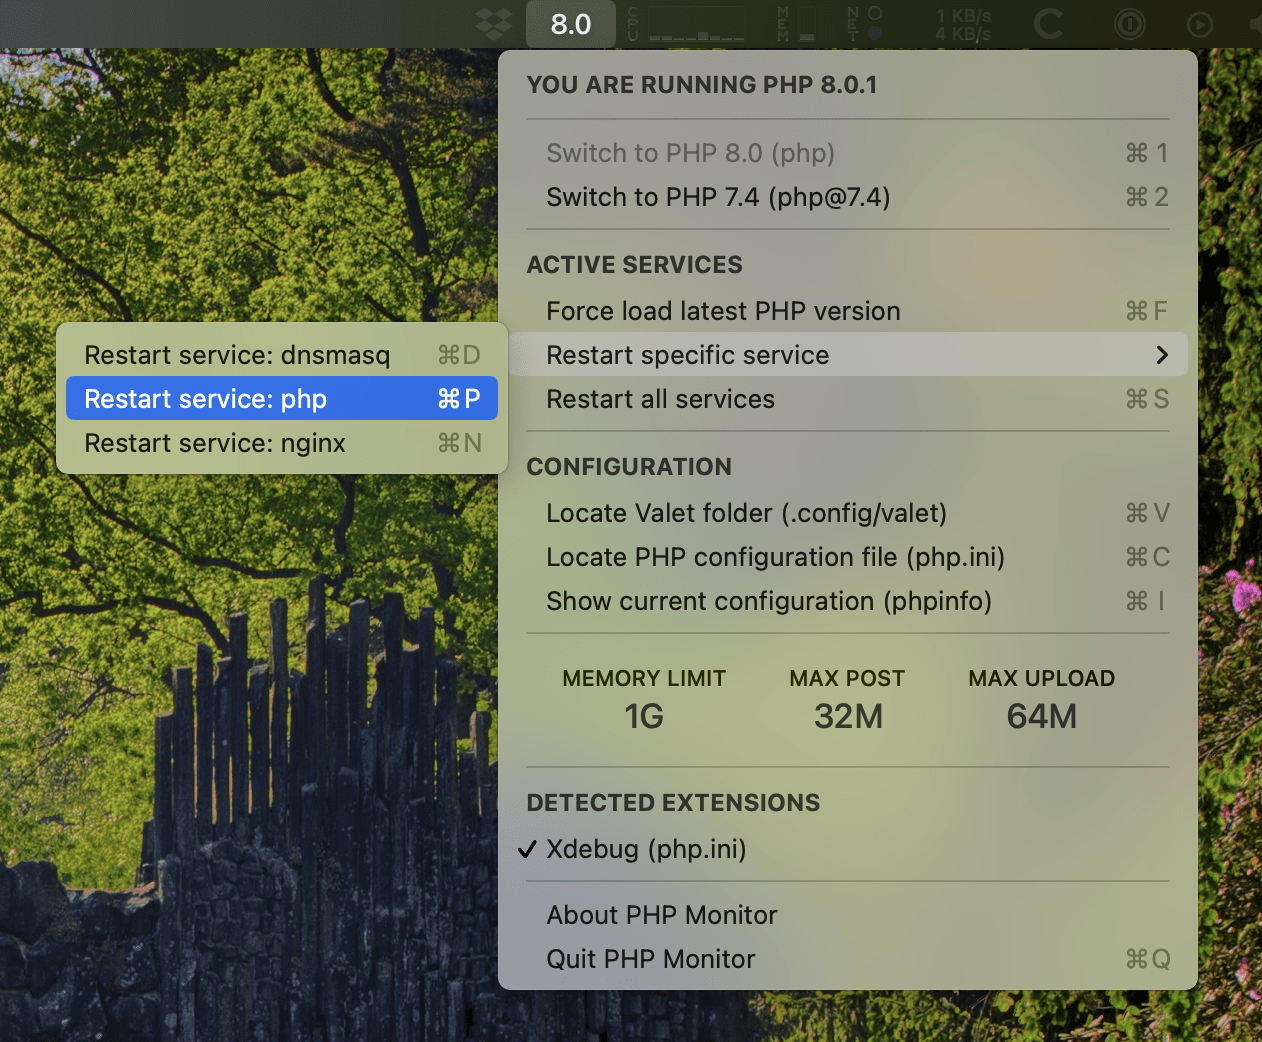 8.0
CPU
MEM
NET
1 KB/s
4 KB/s
YOU ARE RUNNING PHP 8.0.1
Switch to PHP 8.0 (php) ⌘ 1
Switch to PHP 7.4 (php@7.4) ⌘ 2
ACTIVE SERVICES
Force load latest PHP version ⌘ F
Restart specific service
Restart all services ⌘ S
Restart service: dnsmasq ⌘ D
Restart service: php ⌘ P
Restart service: nginx ⌘ N
CONFIGURATION
Locate Valet folder (.config/valet) ⌘ V
Locate PHP configuration file (php.ini) ⌘ C
Show current configuration (phpinfo) ⌘ I
MEMORY LIMIT MAX POST MAX UPLOAD
1G 32M 64M
DETECTED EXTENSIONS
✓ Xdebug (php.ini)
About PHP Monitor
Quit PHP Monitor ⌘ Q